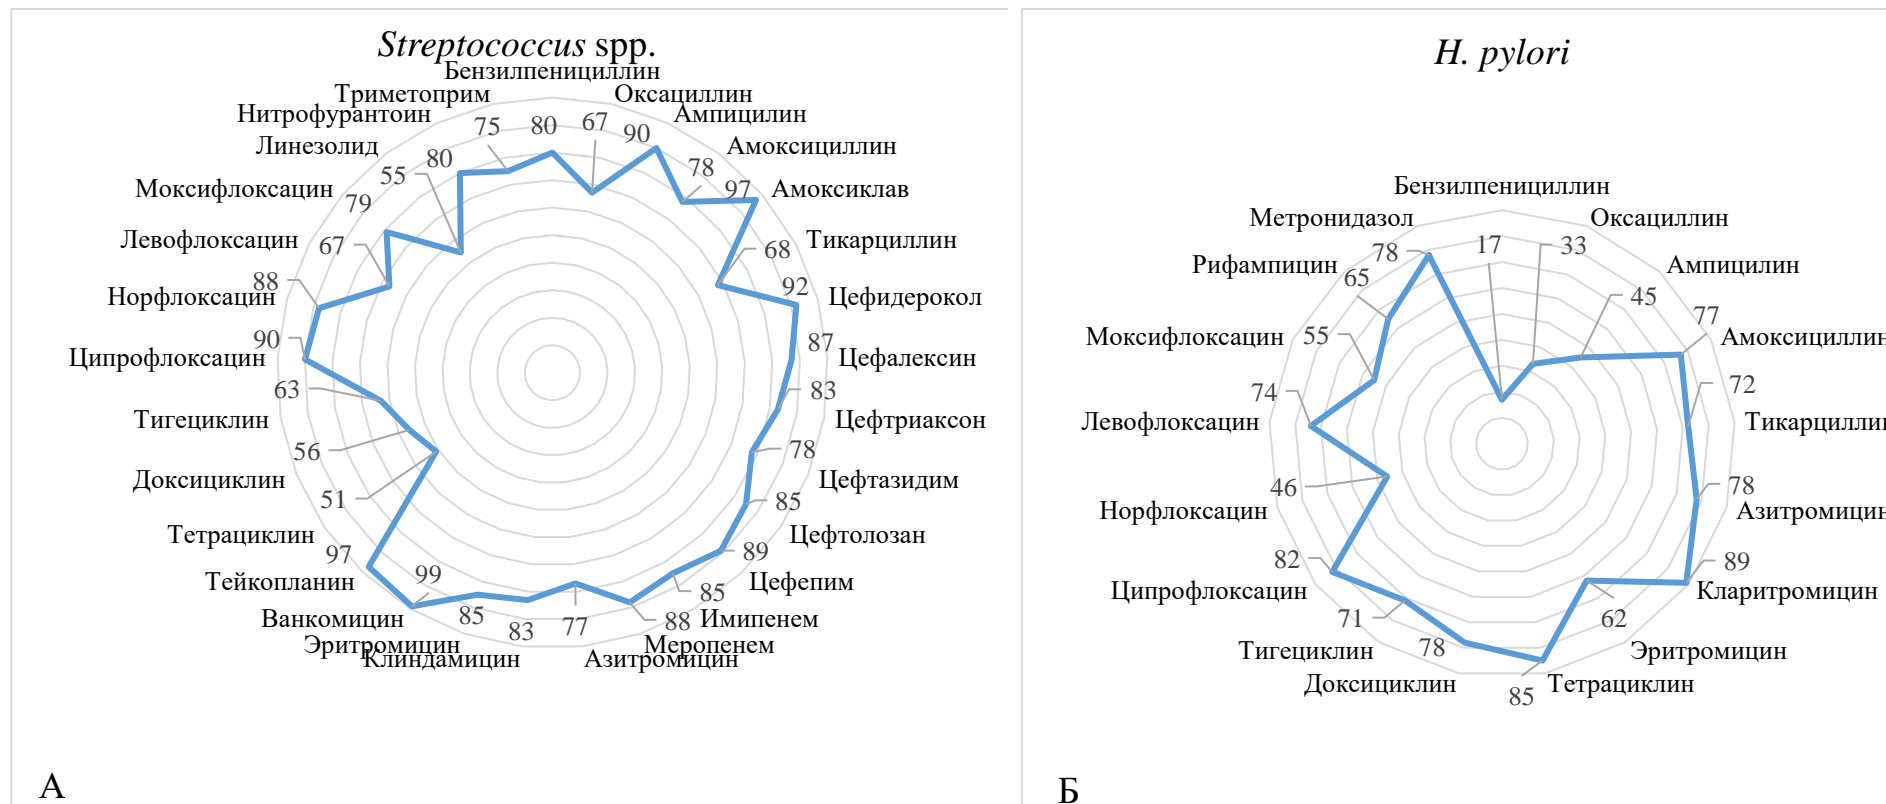 Streptococcus spp.
Бензилпенициллин
Оксациллин
Ампицилин
Амоксициллин
Амоксиклав
Тикарциллин
Цефидерокол
Цефалексин
Цефтриаксон
Цефтазидим
Цефтолозан
Цефепим
Имипенем
Меропенем
Азитромицин
Клиндамицин
Эритромицин
Ванкомицин
Тейкопланин
Тетрациклин
Доксициклин
Тигециклин
Ципрофлоксацин
Норфлоксацин
Левофлоксацин
Моксифлоксацин
Линезолид
Нитрофурантоин
Триметоприм
80
67
90
78
97
68
92
87
83
78
85
89
85
88
77
83
85
99
97
51
56
63
90
88
67
79
55
80
75
А
H. pylori
Бензилпенициллин
Оксациллин
Ампицилин
Амоксициллин
Тикарциллин
Азитромицин
Кларитромицин
Эритромицин
Тетрациклин
Доксициклин
Тигециклин
Ципрофлоксацин
Норфлоксацин
Левофлоксацин
Моксифлоксацин
Рифампицин
Метронидазол
17
33
45
77
72
78
89
62
85
78
71
82
46
74
55
65
78
Б